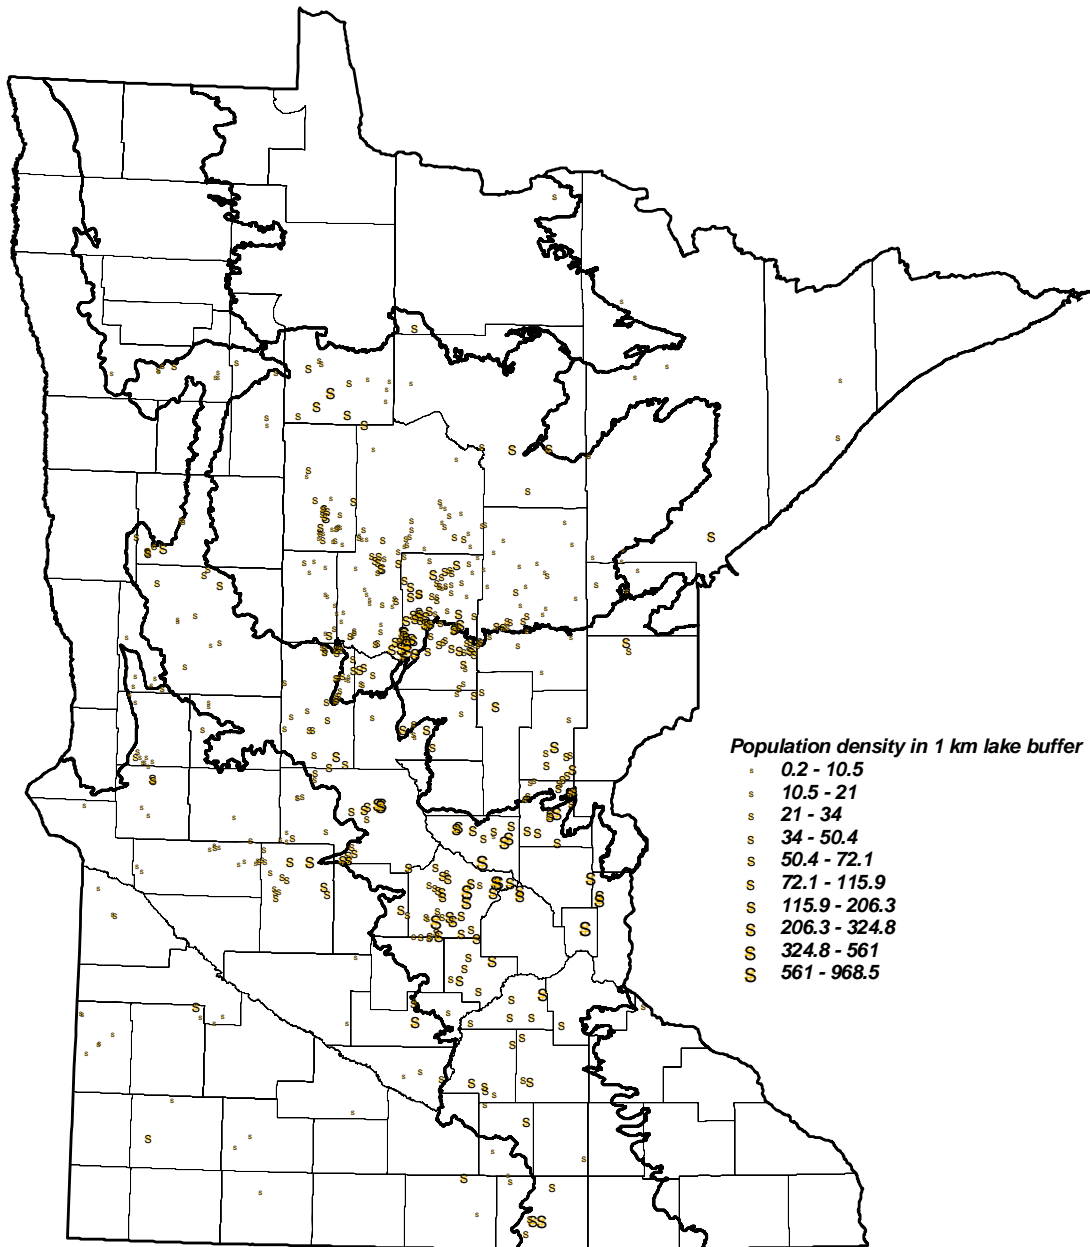 Population density in 1 km lake buffer
s 0.2 - 10.5
s 10.5 - 21
s 21 - 34
s 34 - 50.4
s 50.4 - 72.1
s 72.1 - 115.9
s 115.9 - 206.3
s 206.3 - 324.8
s 324.8 - 561
s 561 - 968.5